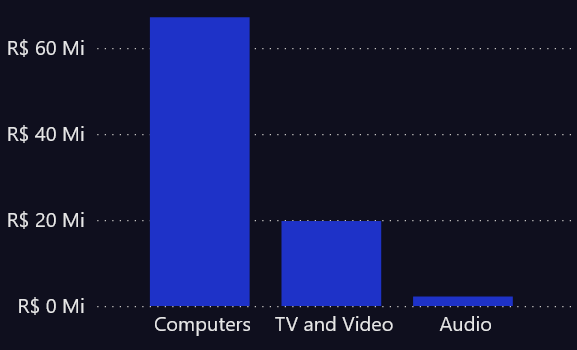 R$ 60 Mi
R$ 40 Mi
R$ 20 Mi
R$ 0 Mi
Computers TV and Video Audio